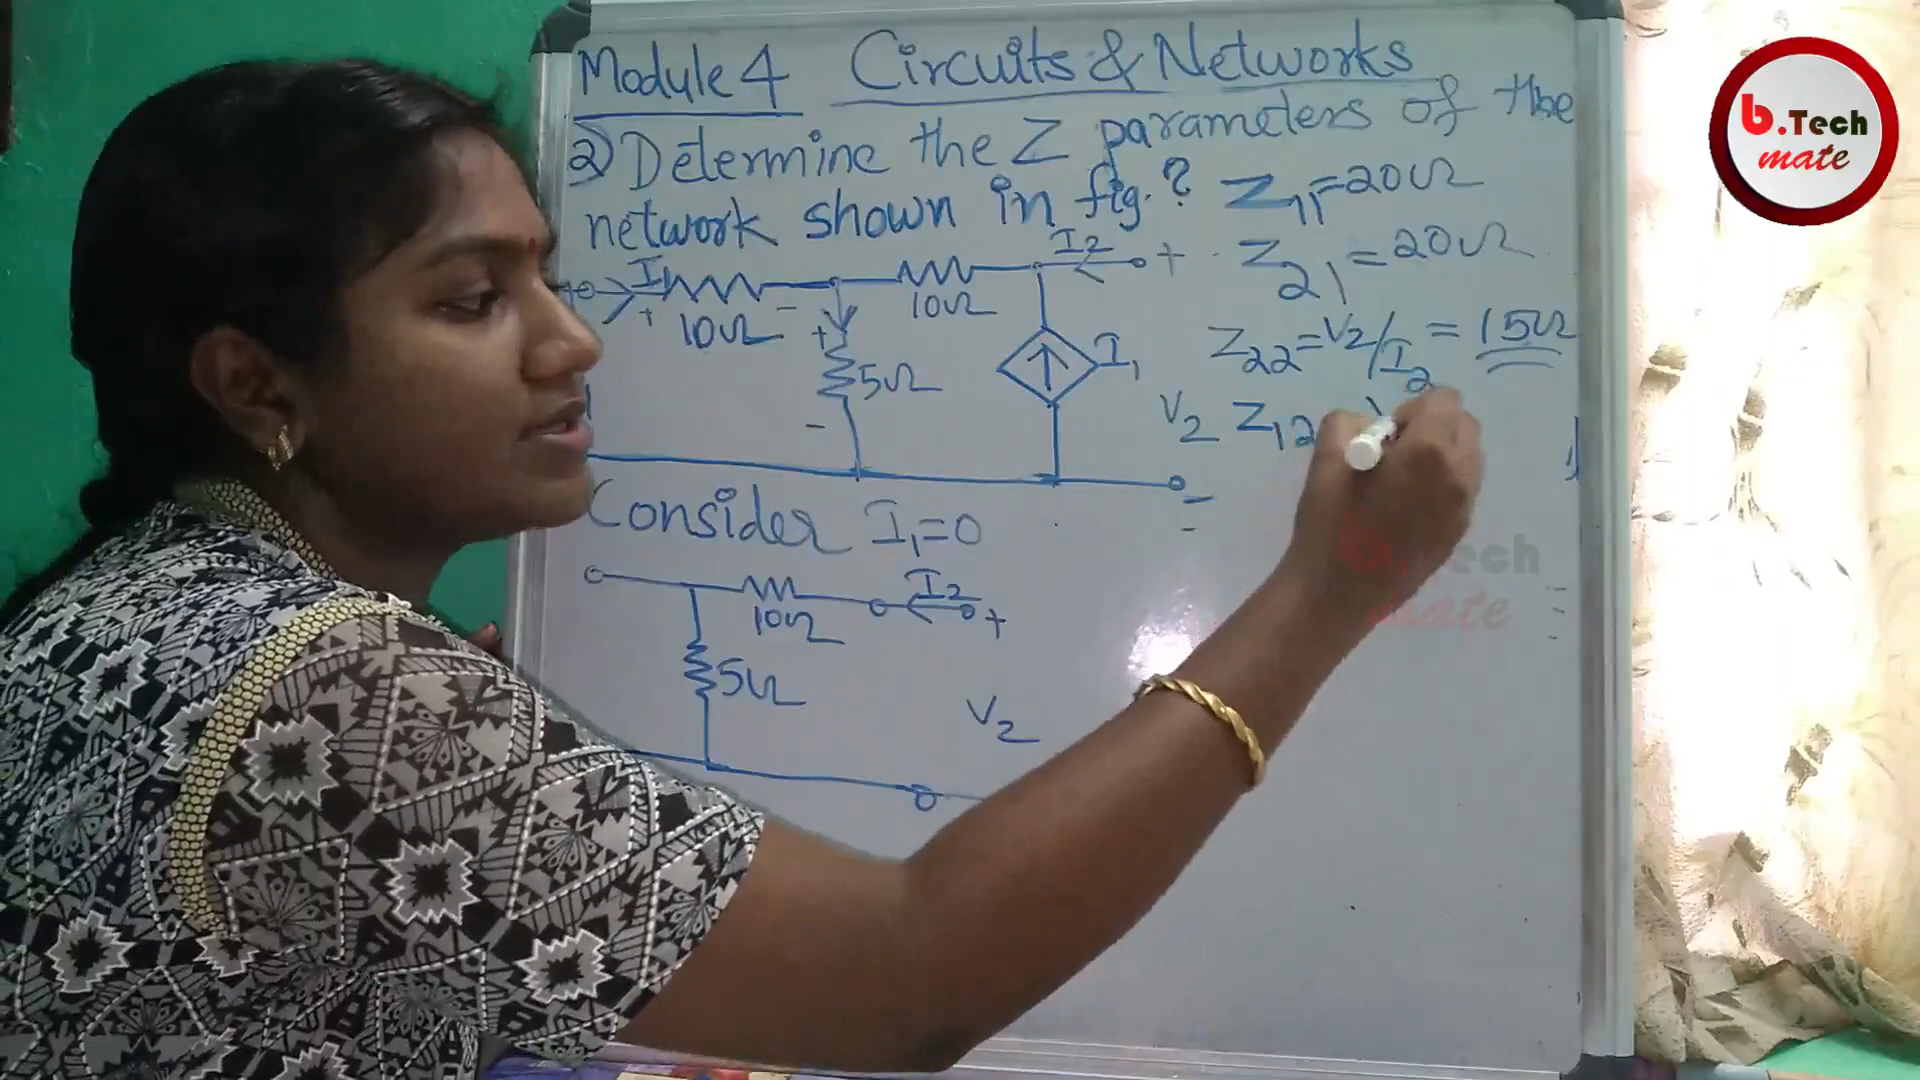 Module 4 Circuits & Networks
2) Determine the Z parameters of the
network shown in fig.?
Z11=20Ω
Z21=20Ω
Z22=V2/I2=15Ω
Z12
I1
+
10Ω
-
10Ω
I2
+
+
5Ω
-
I1
V2
-
Consider I1=0
10Ω
I2
+
5Ω
V2
b.Tech
mate
b.Tech
mate